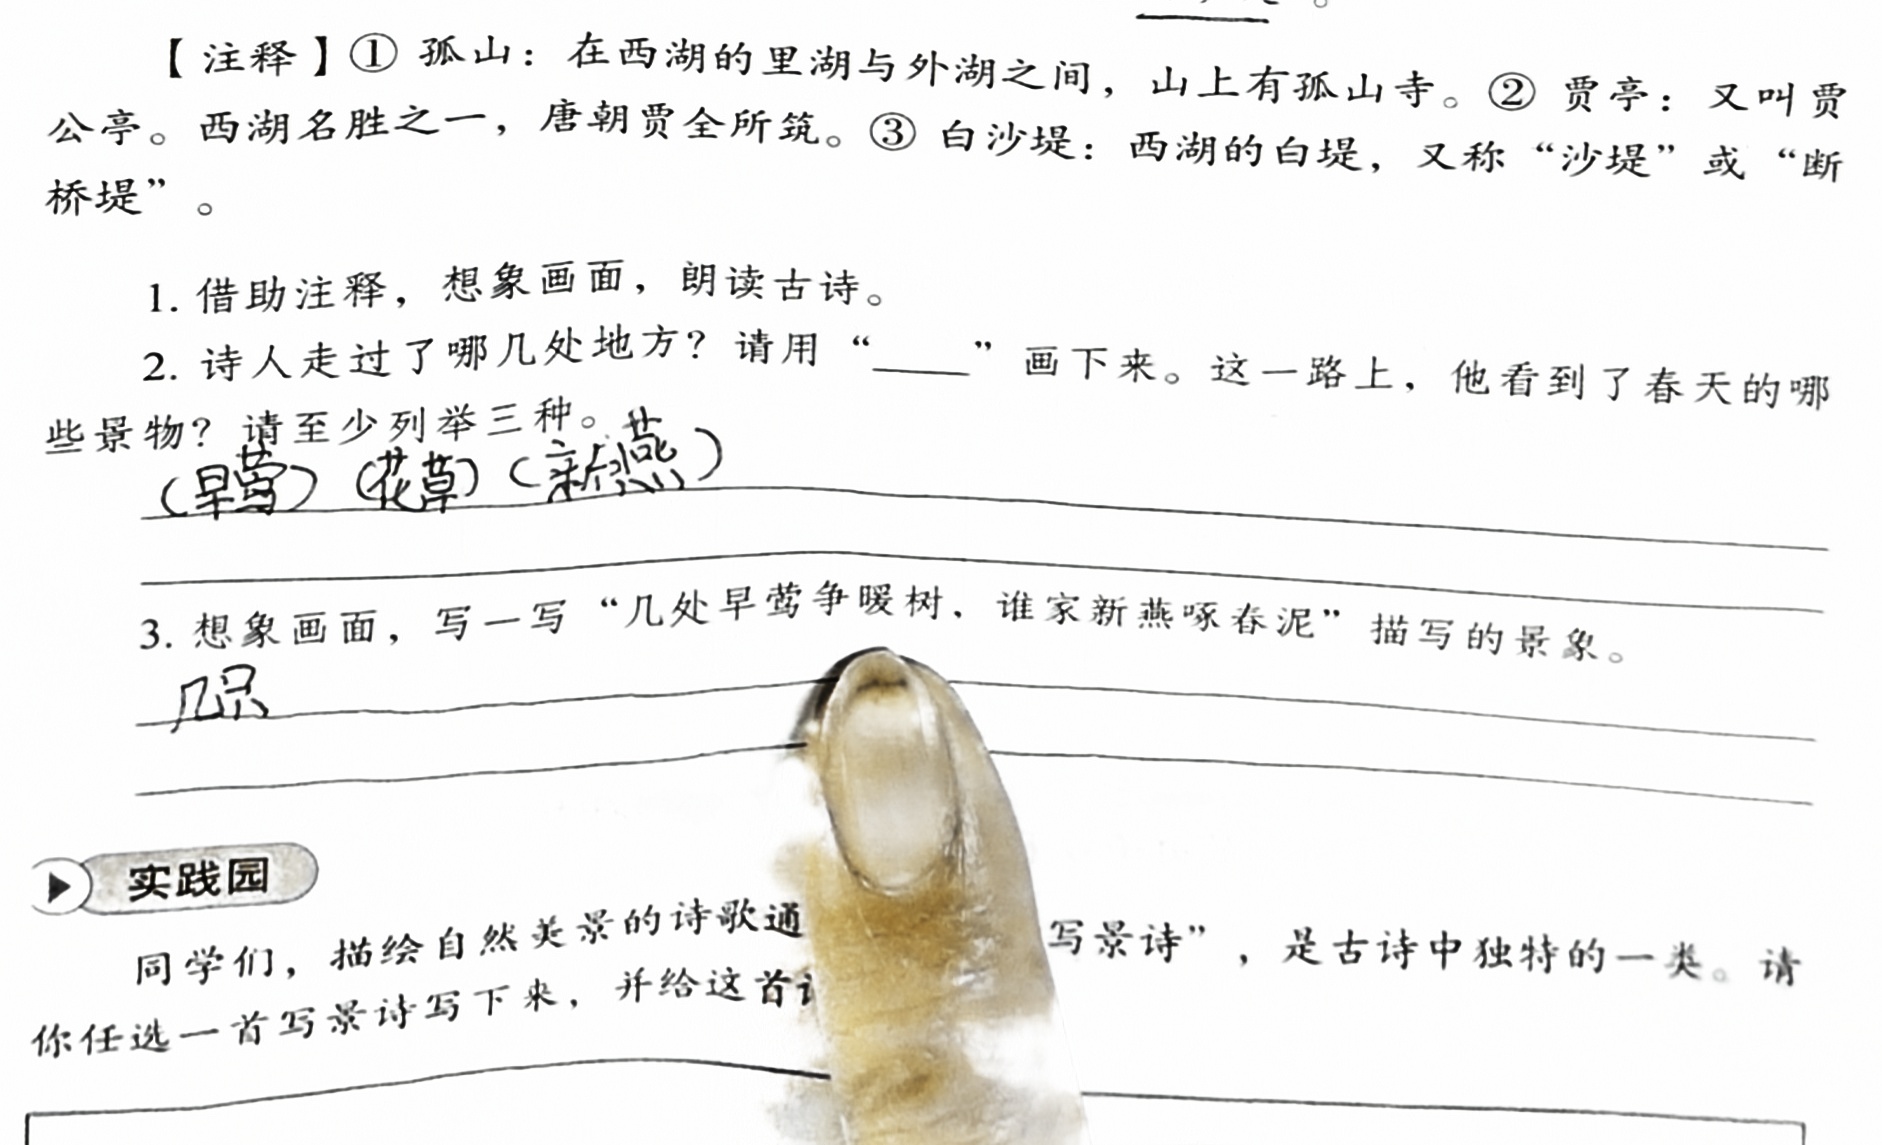 【注释】① 孤山：在西湖的里湖与外湖之间，山上有孤山寺。② 贾亭：又叫贾
公亭。西湖名胜之一，唐朝贾全所筑。③ 白沙堤：西湖的白堤，又称“沙堤”或“断
桥堤”。
1. 借助注释，想象画面，朗读古诗。
2. 诗人走过了哪几处地方？请用“____”画下来。这一路上，他看到了春天的哪
些景物？请至少列举三种。
（早莺）（花草）（新燕）
3. 想象画面，写一写“几处早莺争暖树，谁家新燕啄春泥”描写的景象。
几只
实践园
同学们，描绘自然美景的诗歌通 写景诗”，是古诗中独特的一类。请
你任选一首写景诗写下来，并给这首